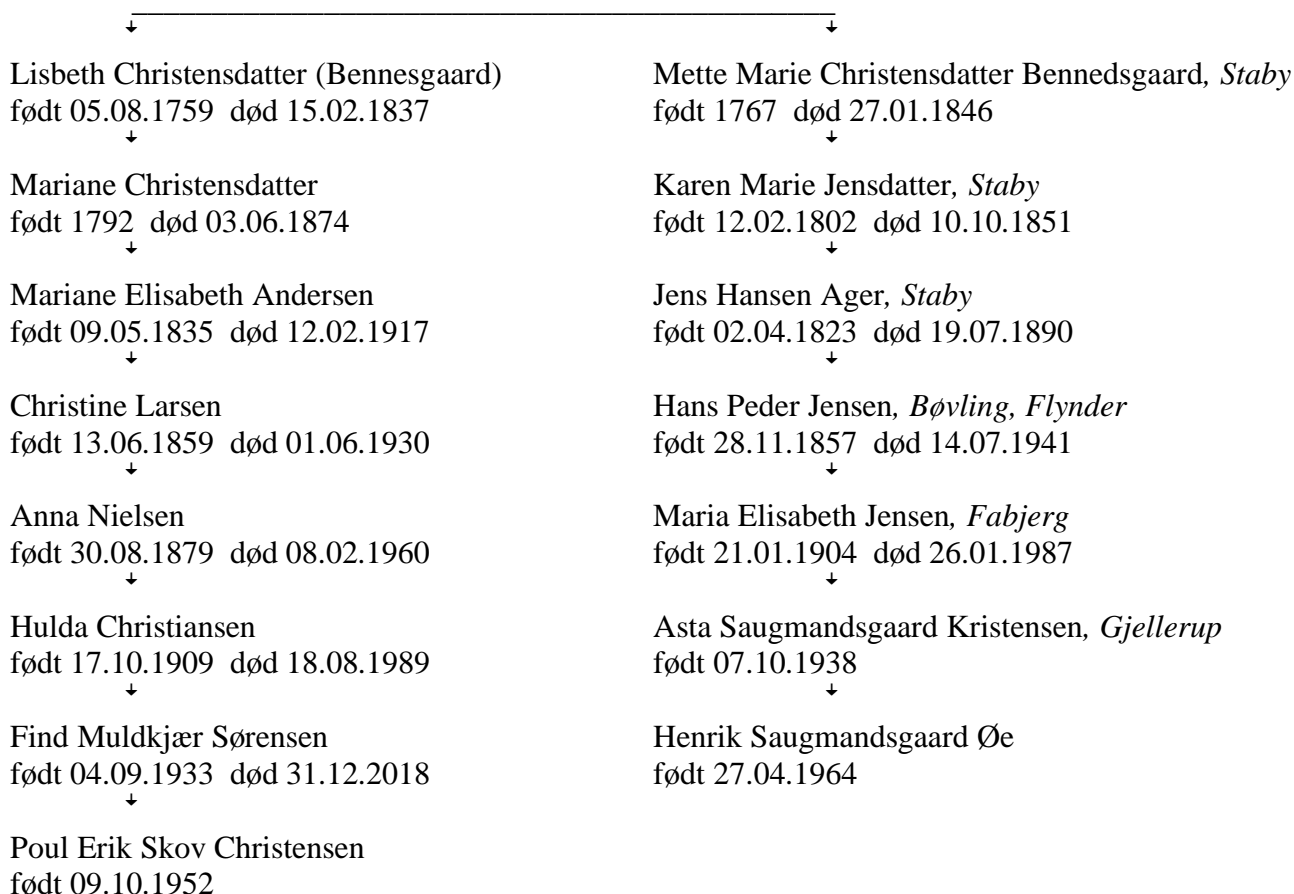 Lisbeth Christensdatter (Bennesgaard)
født 05.08.1759 død 15.02.1837
Mariane Christensdatter
født 1792 død 03.06.1874
Mariane Elisabeth Andersen
født 09.05.1835 død 12.02.1917
Christine Larsen
født 13.06.1859 død 01.06.1930
Anna Nielsen
født 30.08.1879 død 08.02.1960
Hulda Christiansen
født 17.10.1909 død 18.08.1989
Find Muldkjær Sørensen
født 04.09.1933 død 31.12.2018
Poul Erik Skov Christensen
født 09.10.1952
Mette Marie Christensdatter Bennedsgaard, Staby
født 1767 død 27.01.1846
Karen Marie Jensdatter, Staby
født 12.02.1802 død 10.10.1851
Jens Hansen Ager, Staby
født 02.04.1823 død 19.07.1890
Hans Peder Jensen, Bøvling, Flynder
født 28.11.1857 død 14.07.1941
Maria Elisabeth Jensen, Fabjerg
født 21.01.1904 død 26.01.1987
Asta Saugmandsgaard Kristensen, Gjellerup
født 07.10.1938
Henrik Saugmandsgaard Øe
født 27.04.1964